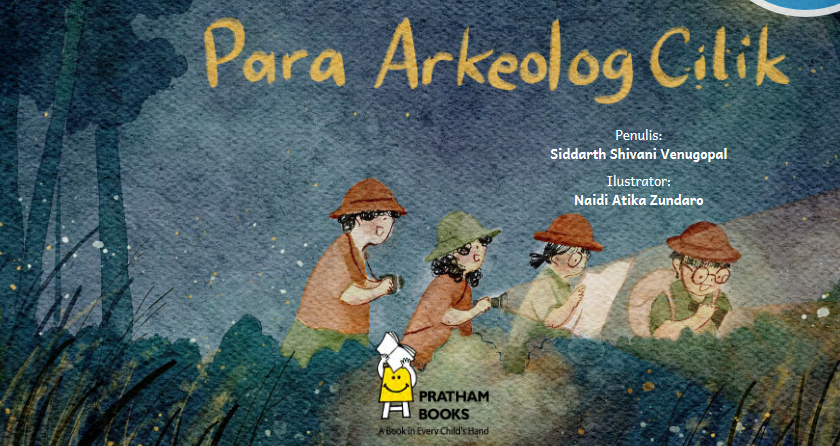 Para Arkeolog Cilik
Penulis:
Siddarth Shivani Venugopal
Ilustrator:
Naidi Atika Zundaro
PRATHAM
BOOKS
A Book in Every Child's Hand